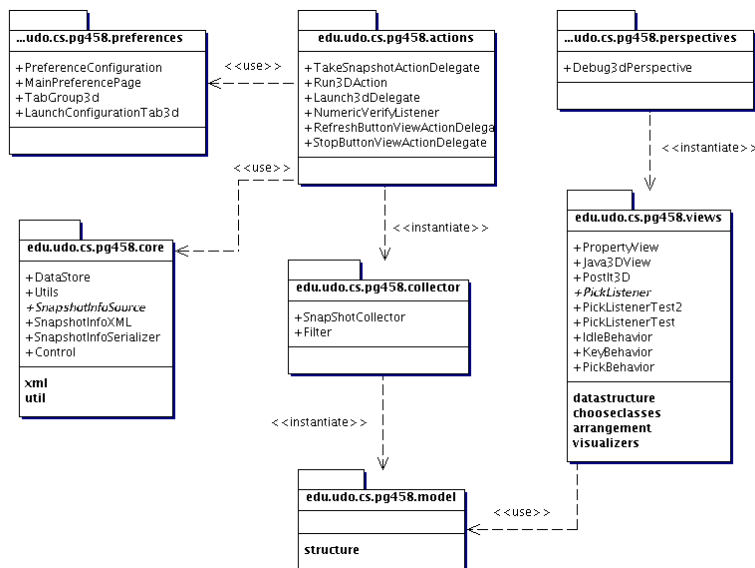 ...udo.cs.pg458.preferences
+PreferenceConfiguration
+MainPreferencePage
+TabGroup3d
+LaunchConfigurationTab3d
<<use>>
edu.udo.cs.pg458.actions
+TakeSnapshotActionDelegate
+Run3DAction
+Launch3dDelegate
+NumericVerifyListener
+RefreshButtonViewActionDelega
+StopButtonViewActionDelegate
...udo.cs.pg458.perspectives
+Debug3dPerspective
<<use>>
<<instantiate>>
<<instantiate>>
edu.udo.cs.pg458.core
+DataStore
+Utils
+SnapshotInfoSource
+SnapshotInfoXML
+SnapshotInfoSerializer
+Control
xml
util
edu.udo.cs.pg458.collector
+SnapShotCollector
+Filter
edu.udo.cs.pg458.views
+PropertyView
+Java3DView
+PostIt3D
+PickListener
+PickListenerTest2
+PickListenerTest
+IdleBehavior
+KeyBehavior
+PickBehavior
datastructure
chooseclasses
arrangement
visualizers
<<instantiate>>
edu.udo.cs.pg458.model
structure
<<use>>